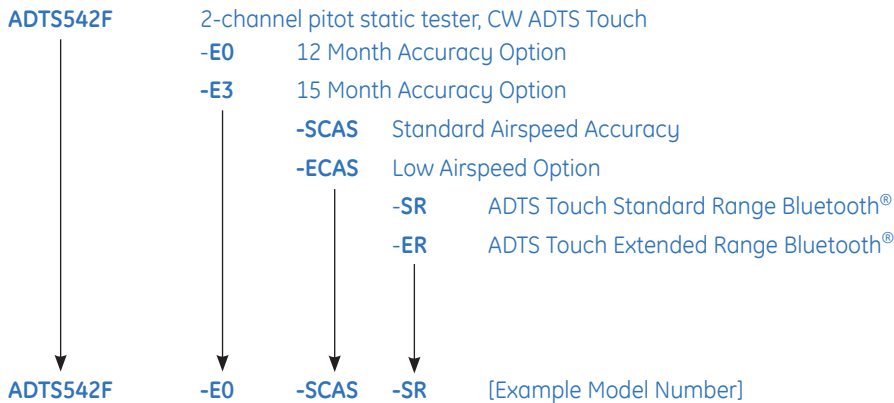 ADTS542F 2-channel pitot static tester, CW ADTS Touch
-E0 12 Month Accuracy Option
-E3 15 Month Accuracy Option
-SCAS Standard Airspeed Accuracy
-ECAS Low Airspeed Option
-SR ADTS Touch Standard Range Bluetooth®
-ER ADTS Touch Extended Range Bluetooth®
ADTS542F -E0 -SCAS -SR [Example Model Number]